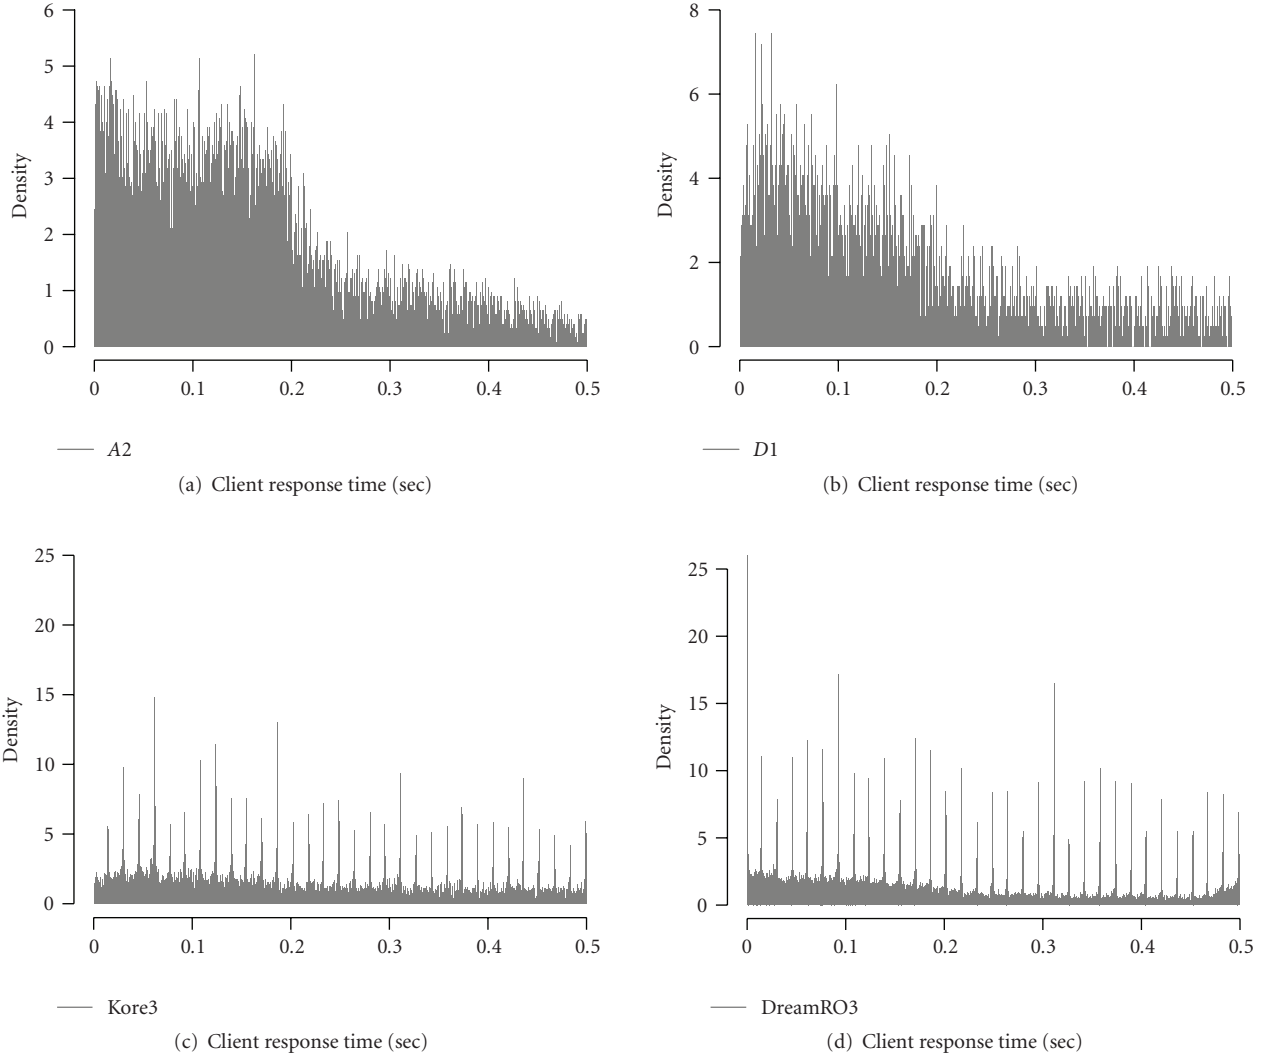 6
5
4
3
2
1
0
Density
0 0.1 0.2 0.3 0.4 0.5
A2
(a) Client response time (sec)
8
6
4
2
0
Density
0 0.1 0.2 0.3 0.4 0.5
D1
(b) Client response time (sec)
25
20
15
10
5
0
Density
0 0.1 0.2 0.3 0.4 0.5
Kore3
(c) Client response time (sec)
25
20
15
10
5
0
Density
0 0.1 0.2 0.3 0.4 0.5
DreamRO3
(d) Client response time (sec)